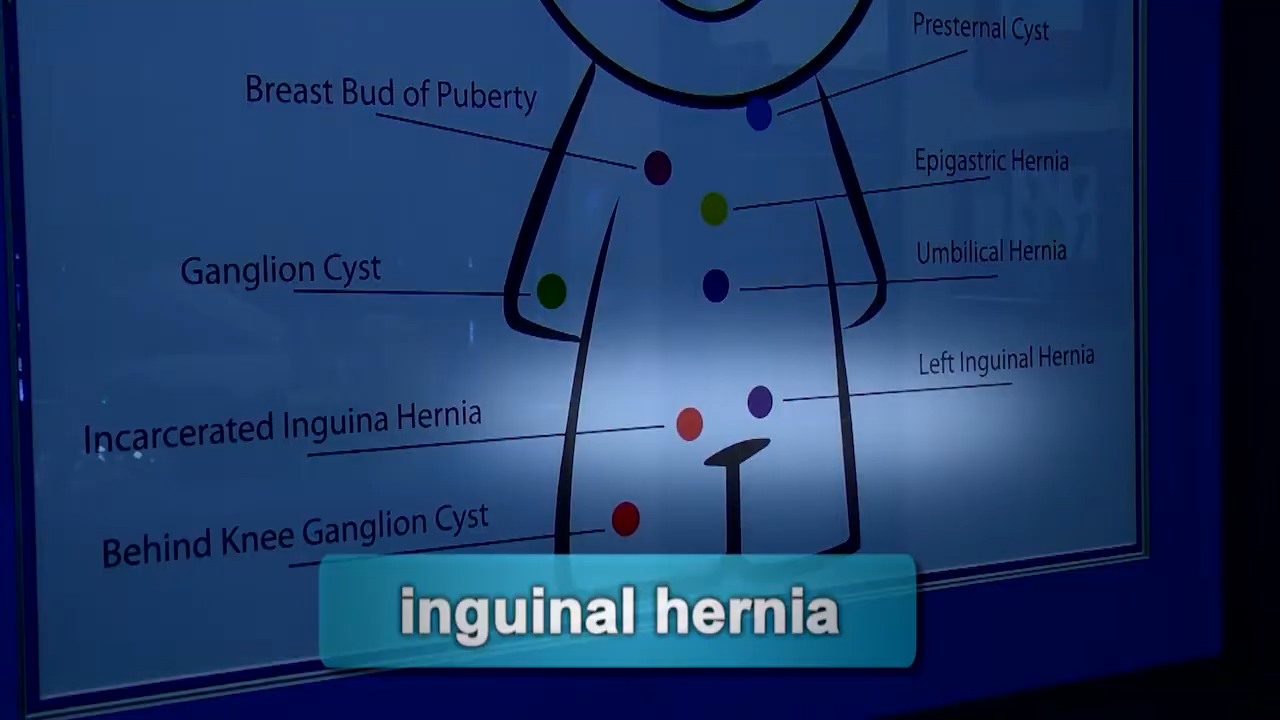 Presternal Cyst
Breast Bud of Puberty
Epigastric Hernia
Umbilical Hernia
Ganglion Cyst
Left Inguinal Hernia
Incarcerated Inguina Hernia
Behind Knee Ganglion Cyst
inguinal hernia